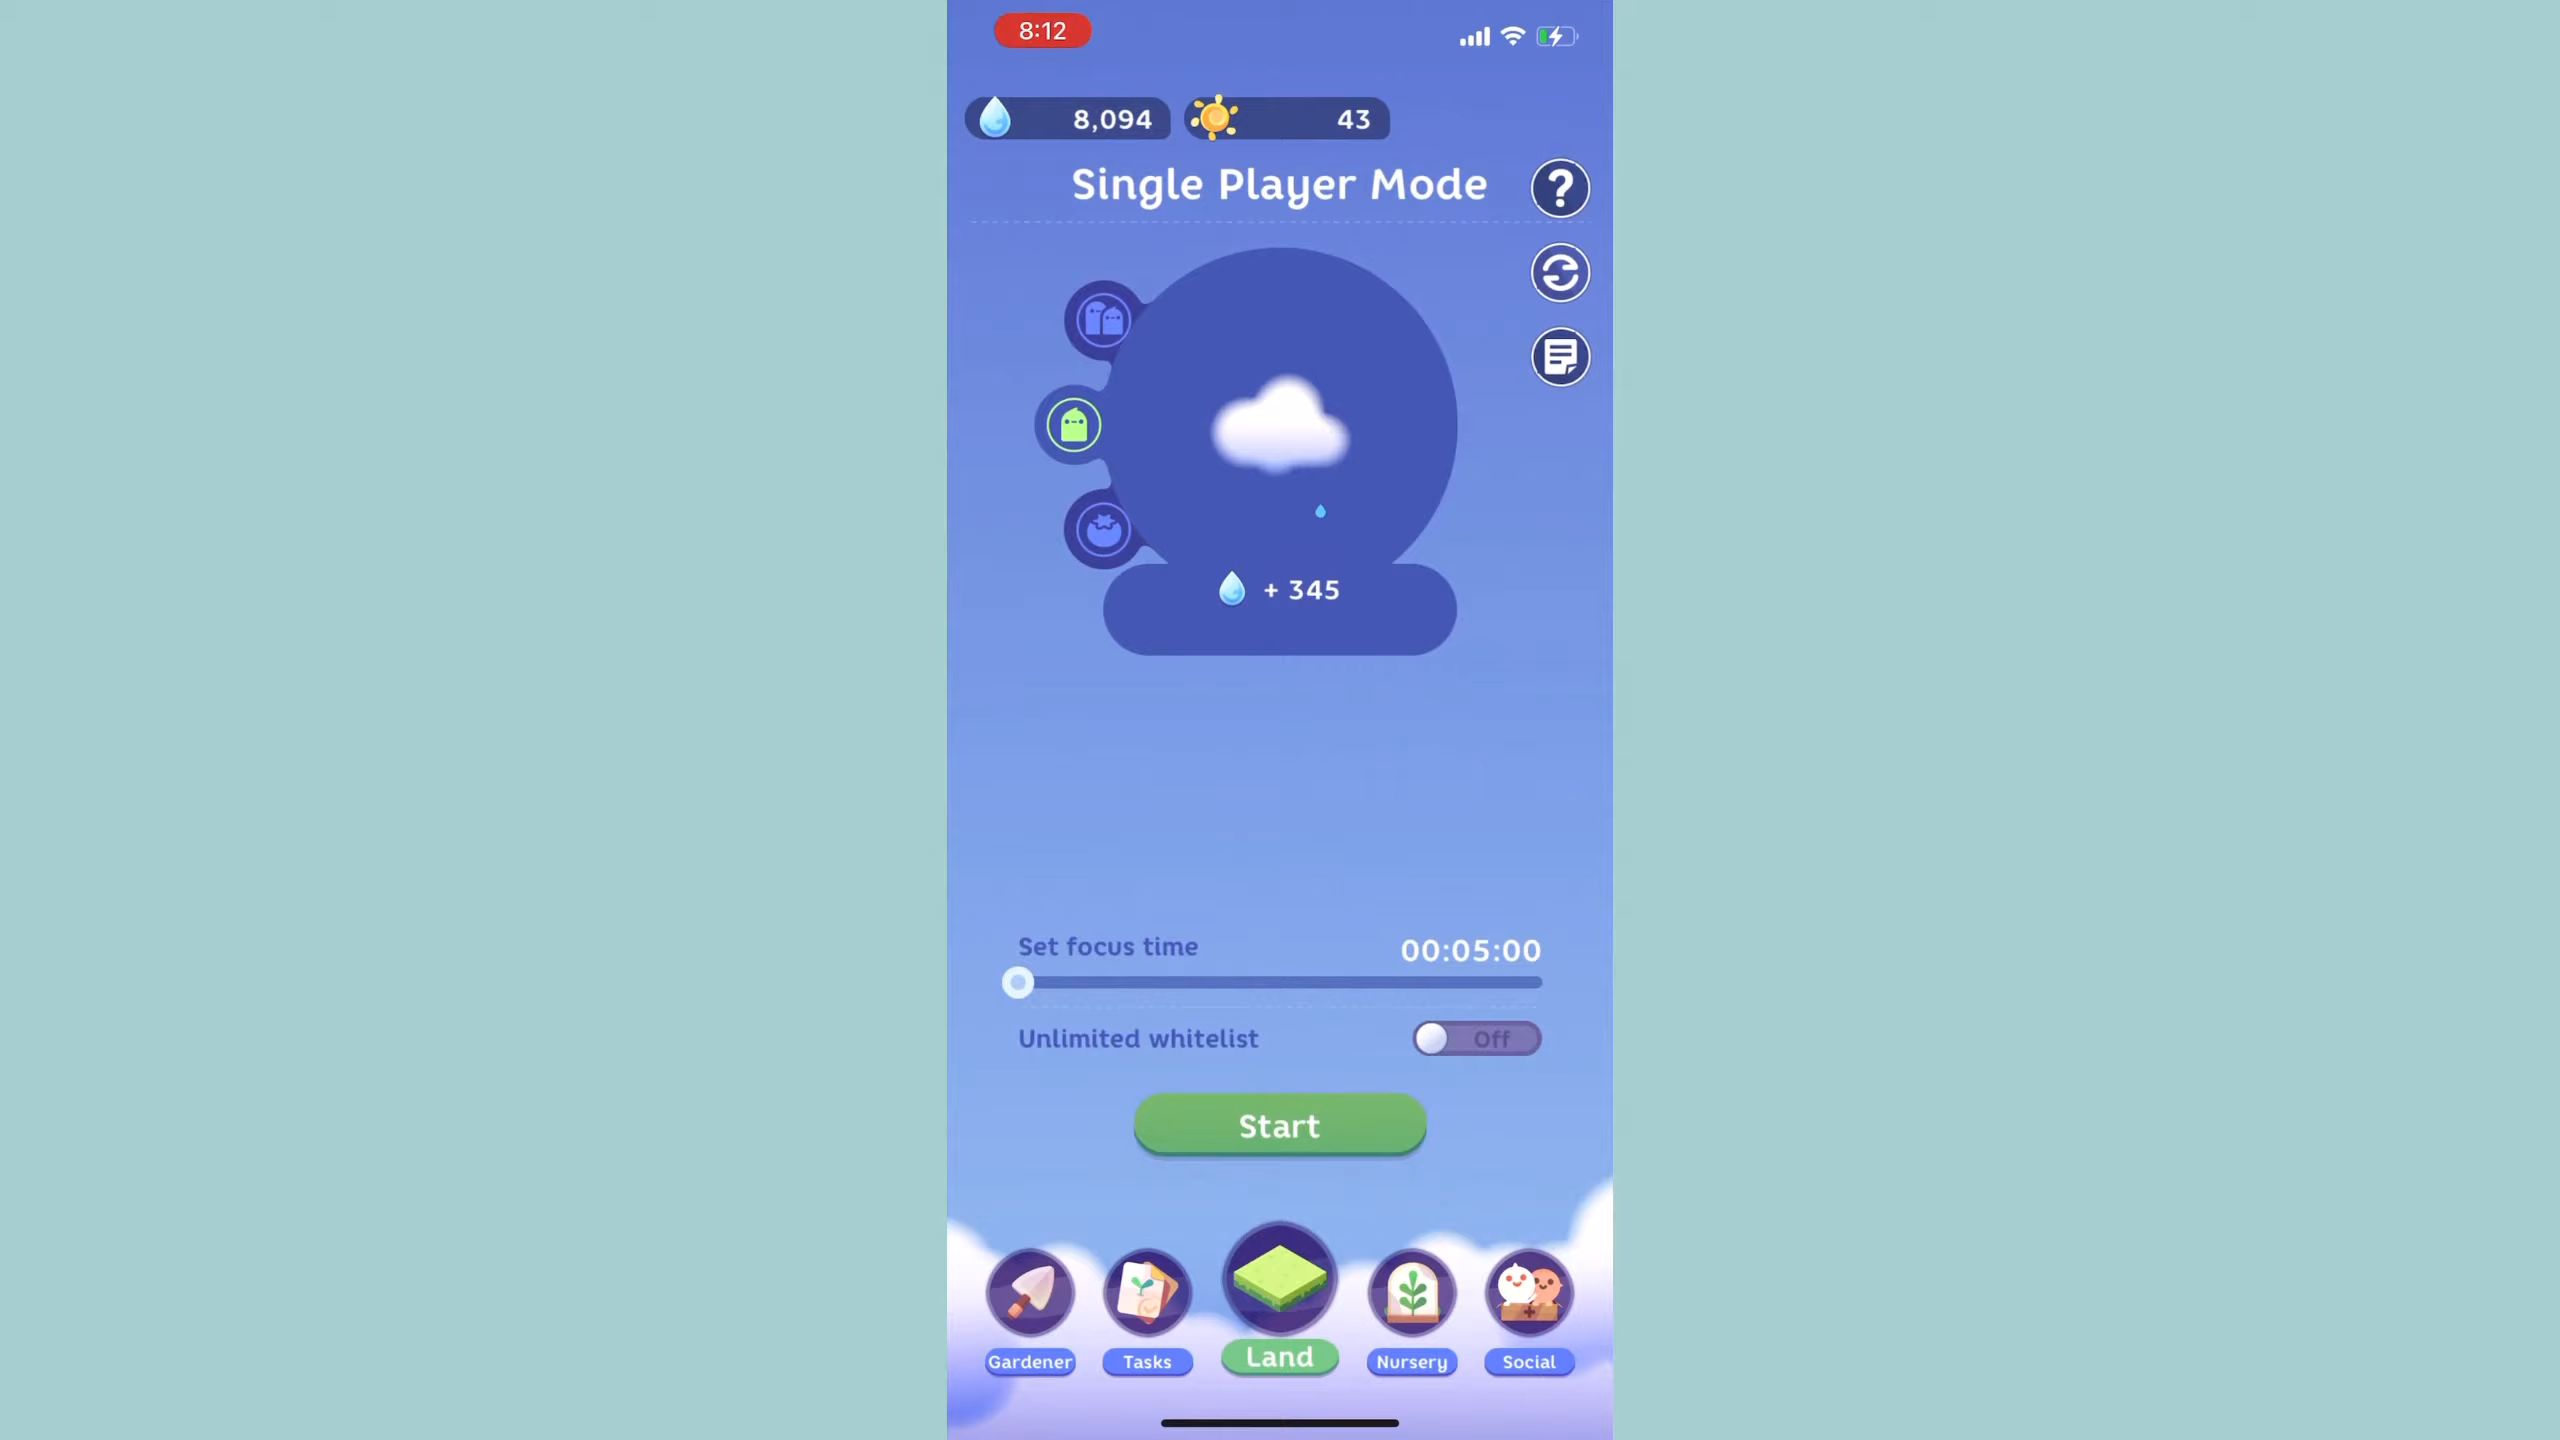 8:12
8,094
43
Single Player Mode
?
+ 345
Set focus time
00:05:00
Unlimited whitelist
Off
Start
Gardener
Tasks
Land
Nursery
Social